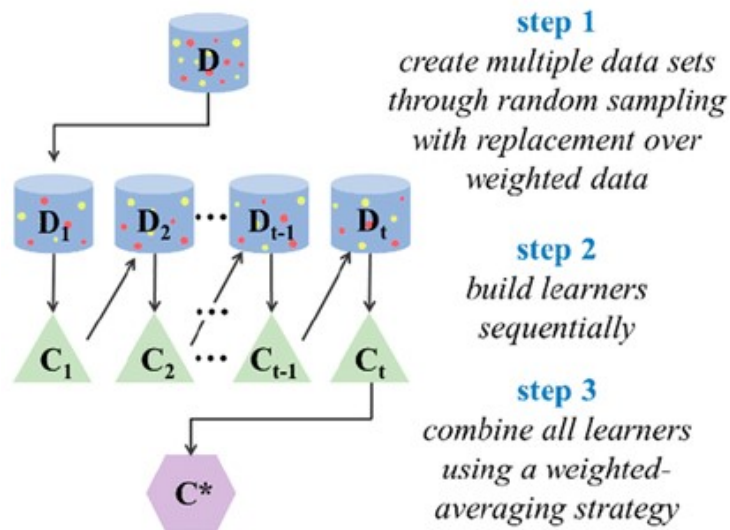 D
step 1
create multiple data sets
through random sampling
with replacement over
weighted data
D₁ D₂ ... Dₜ₋₁ Dₜ
step 2
build learners
sequentially
...
C₁ C₂ ... Cₜ₋₁ Cₜ
step 3
combine all learners
using a weighted-
averaging strategy
C*